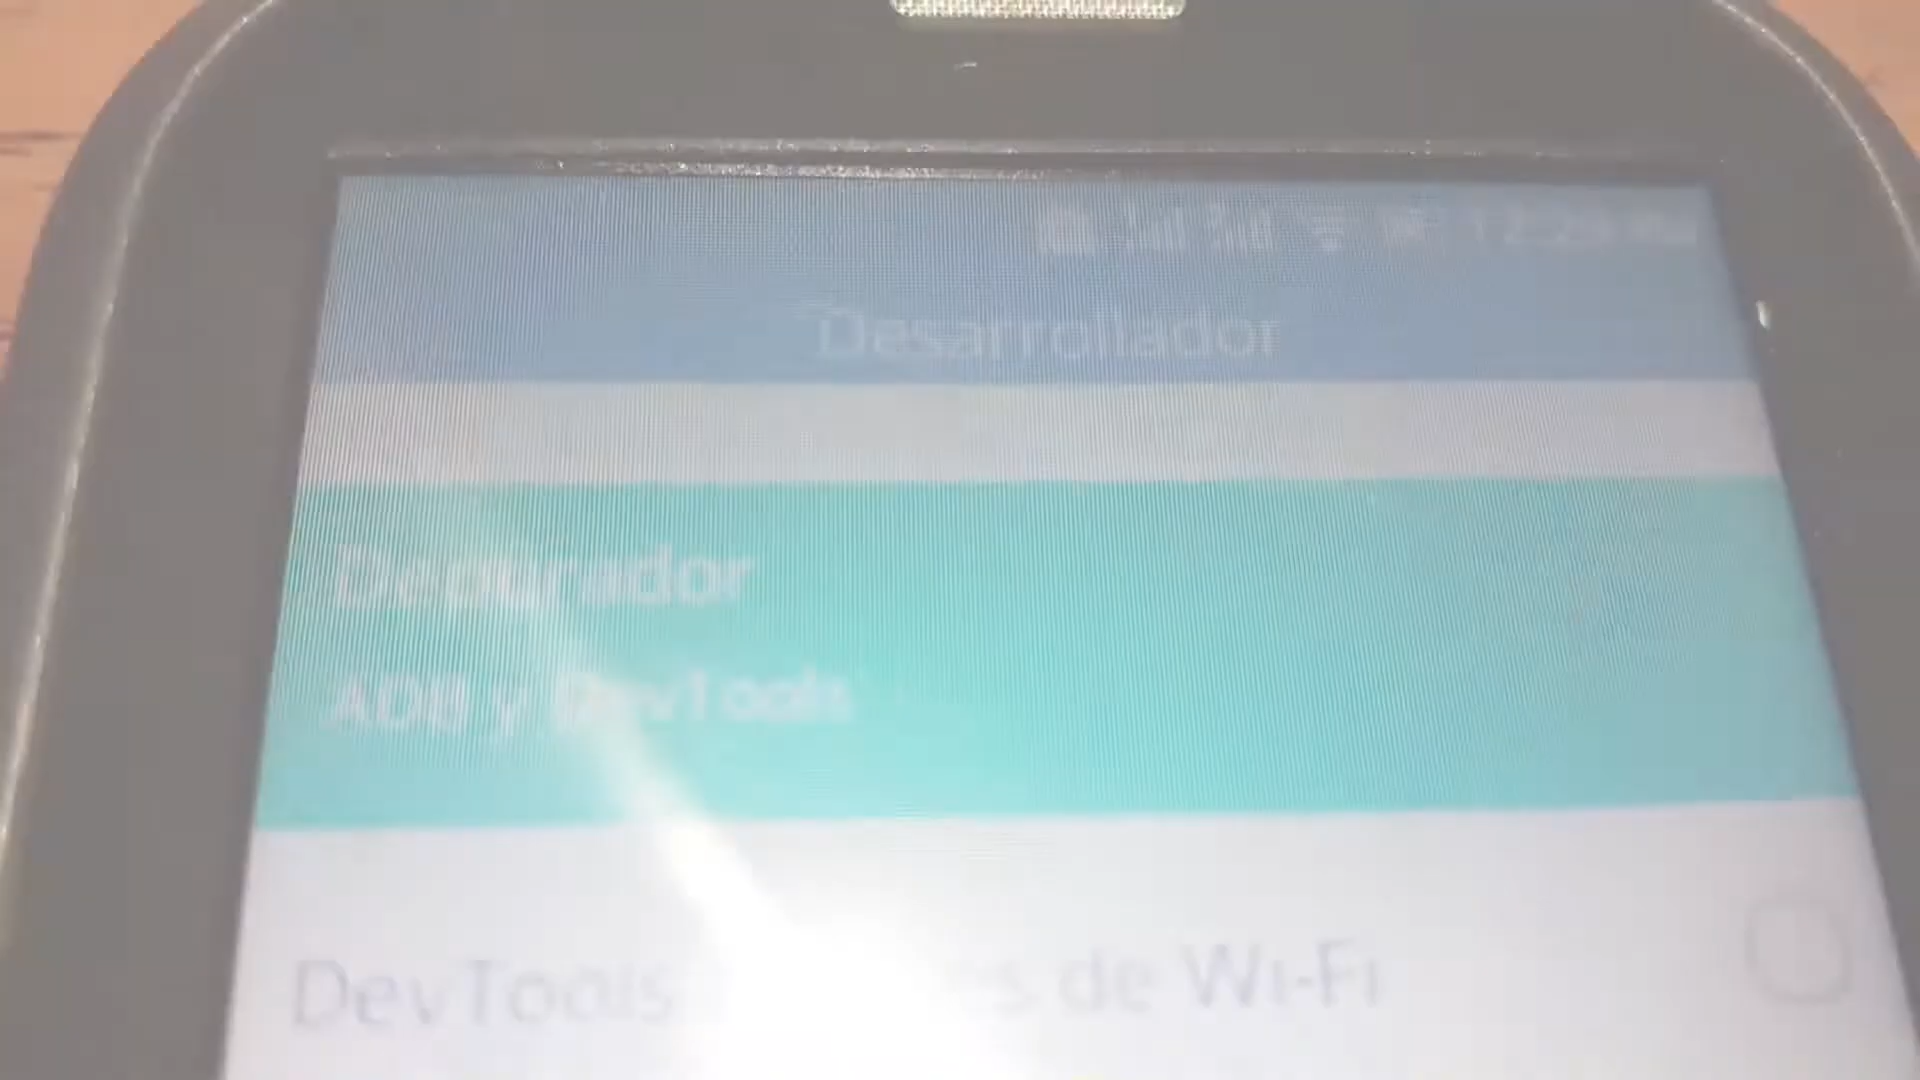 Desarrollador
Depurador
ADB y DevTools
DevTools de Wi-Fi